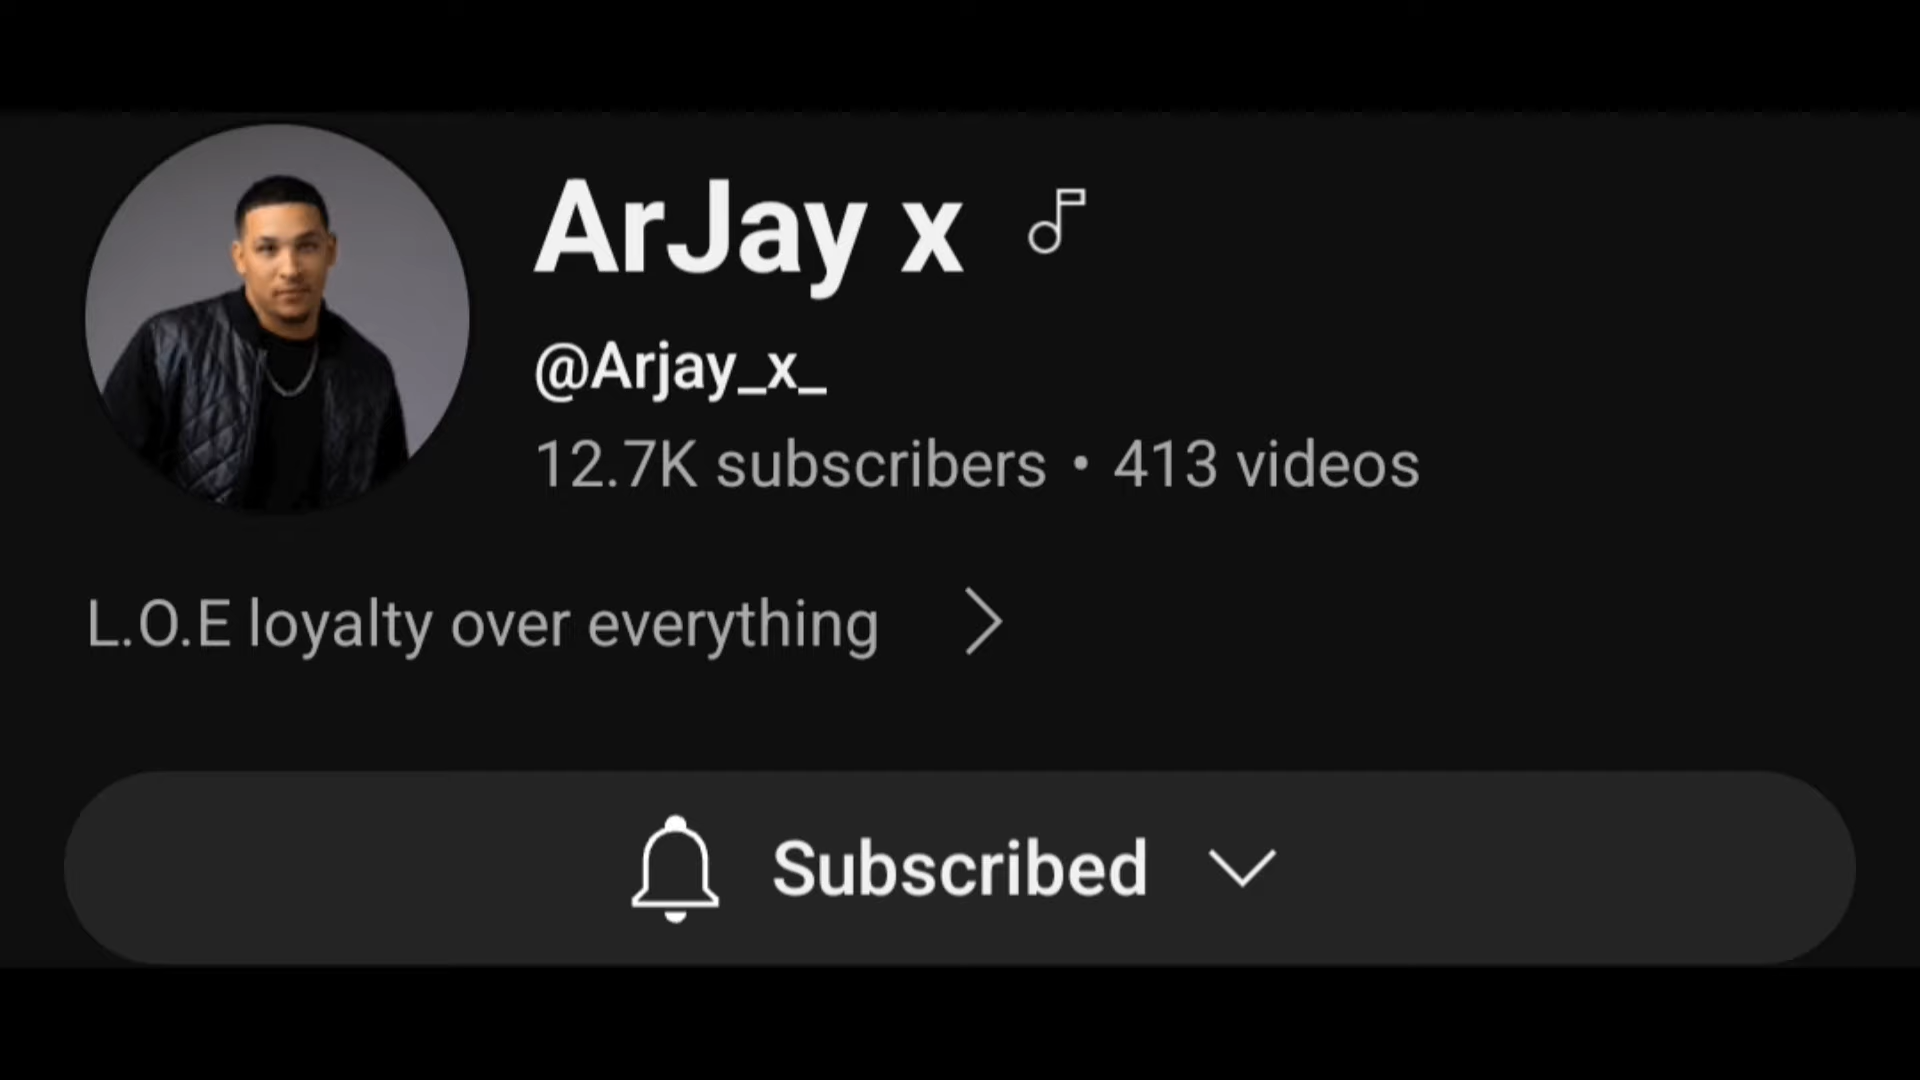 ArJay x
@Arjay_x_
12.7K subscribers • 413 videos
L.O.E loyalty over everything
Subscribed